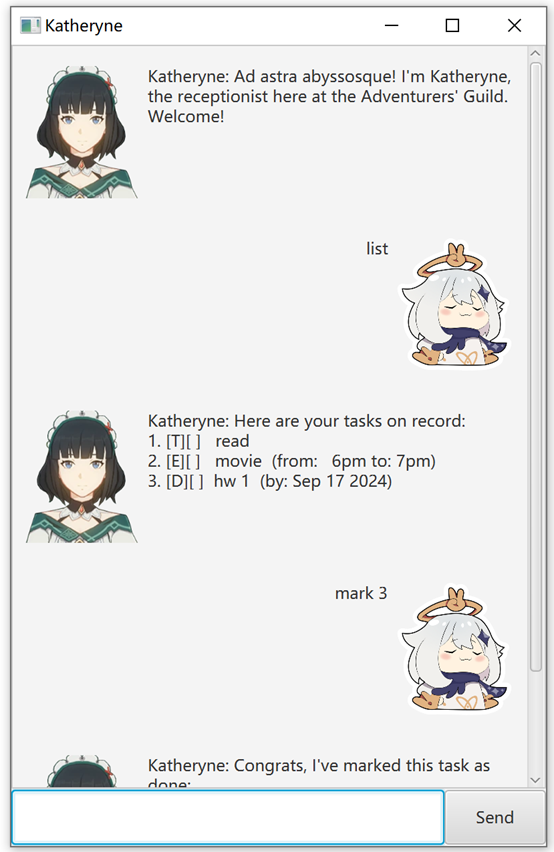 Katheryne
Katheryne: Ad astra abyssosque! I'm Katheryne,
the receptionist here at the Adventurers' Guild.
Welcome!
list
Katheryne: Here are your tasks on record:
1. [T][ ]   read
2. [E][ ]   movie  (from:   6pm to: 7pm)
3. [D][ ]  hw 1  (by: Sep 17 2024)
mark 3
Katheryne: Congrats, I've marked this task as
done:
Send